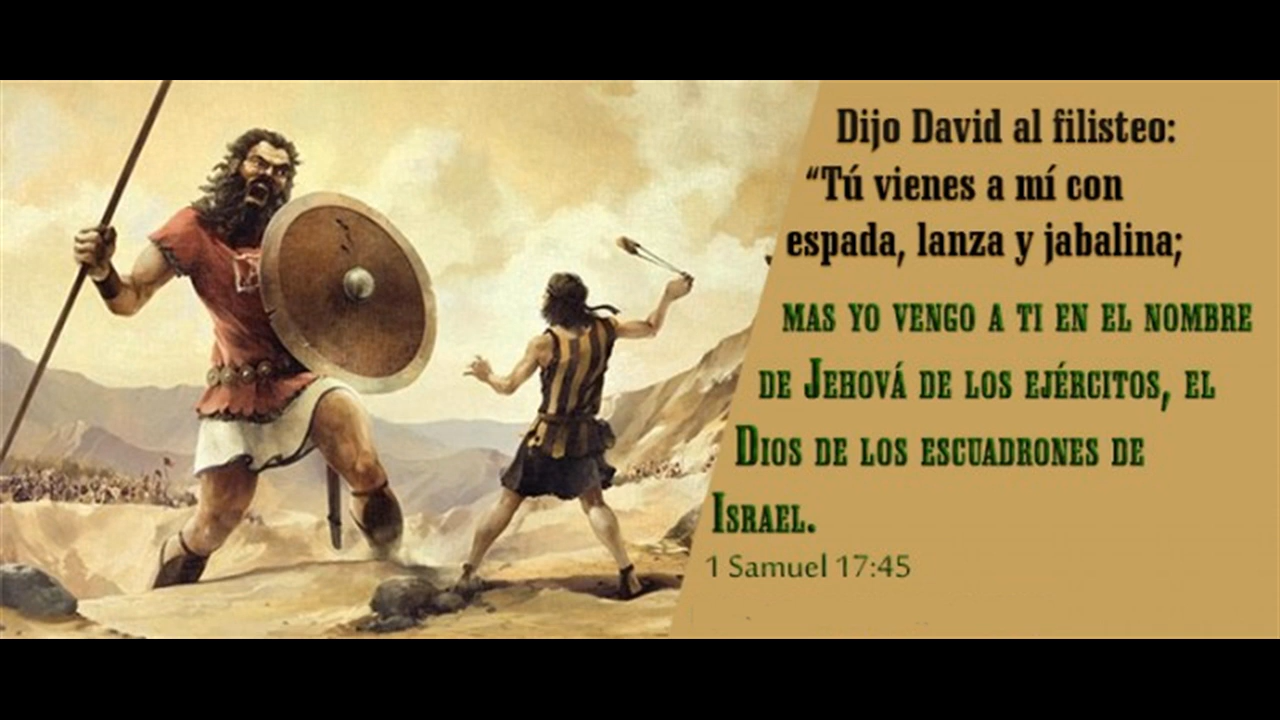 Dijo David al filisteo:
“Tú vienes a mí con
espada, lanza y jabalina;
MAS YO VENGO A TI EN EL NOMBRE
DE JEHOVÁ DE LOS EJÉRCITOS, EL
DIOS DE LOS ESCUADRONES DE
ISRAEL.
1 Samuel 17:45